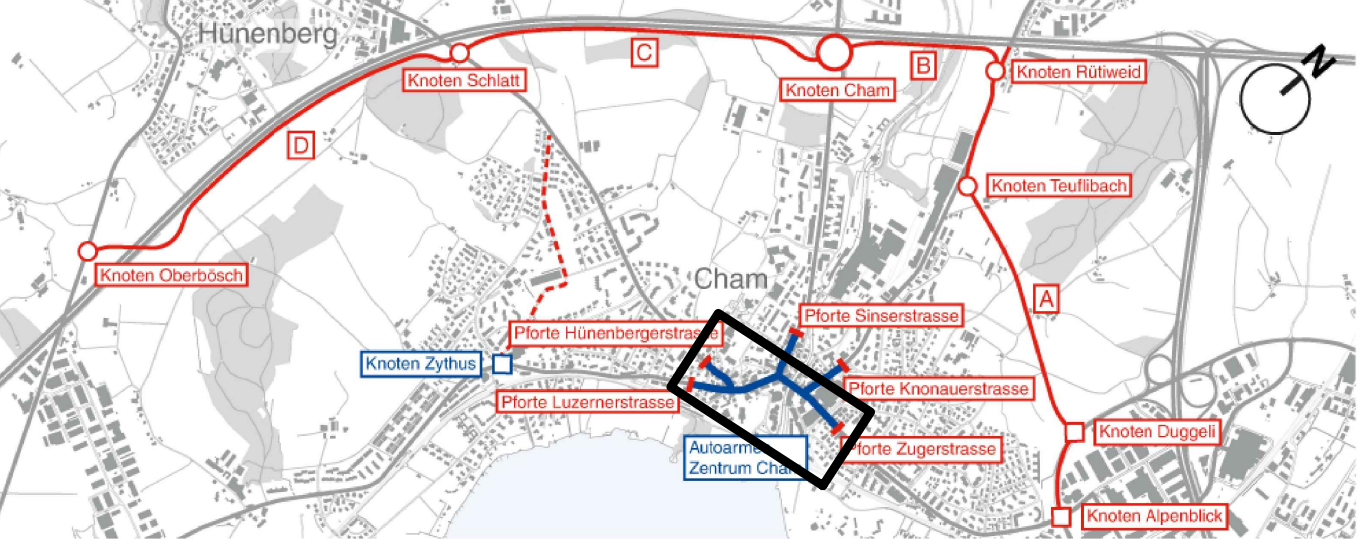 Hünenberg
N
C
B
Knoten Schlatt
Knoten Cham
Knoten Rütiweid
D
Knoten Teuflibach
Knoten Oberbösch
Cham
A
Pforte Sinserstrasse
Pforte Hünenbergerstrasse
Knoten Zythus
Pforte Knonauerstrasse
Pforte Luzernerstrasse
Knoten Duggeli
Autoarme
Zentrum Cham
Pforte Zugerstrasse
Knoten Alpenblick